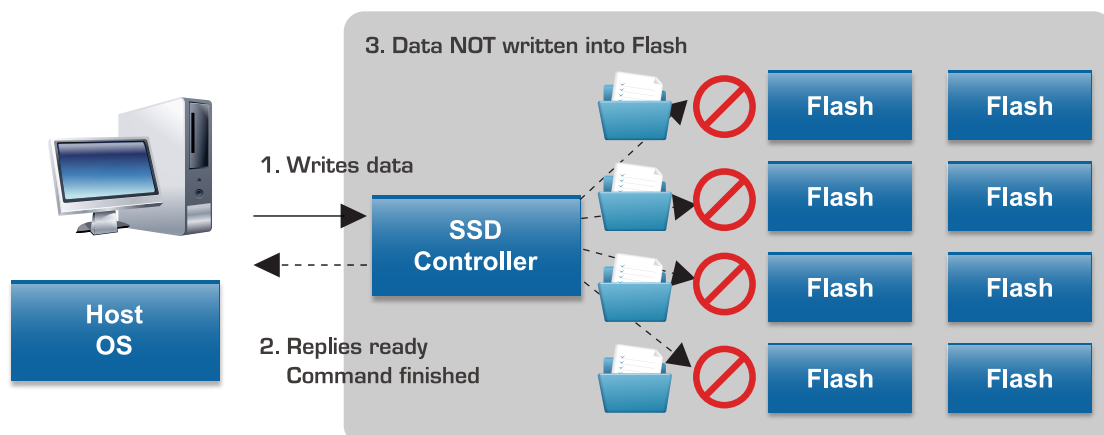 3. Data NOT written into Flash
Flash
Flash
1. Writes data
Flash
Flash
SSD
Controller
Flash
Flash
Host
OS
2. Replies ready
Command finished
Flash
Flash